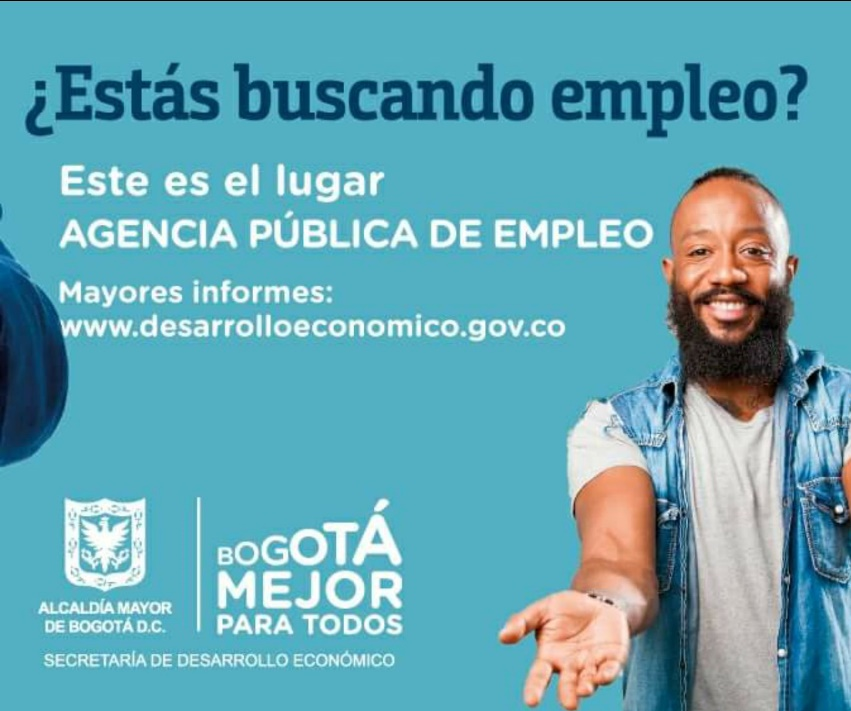 ¿Estás buscando empleo?
Este es el lugar
AGENCIA PÚBLICA DE EMPLEO
Mayores informes:
www.desarrolloeconomico.gov.co
ALCALDÍA MAYOR
DE BOGOTÁ D.C.
BOGOTÁ
MEJOR
PARA TODOS
SECRETARÍA DE DESARROLLO ECONÓMICO